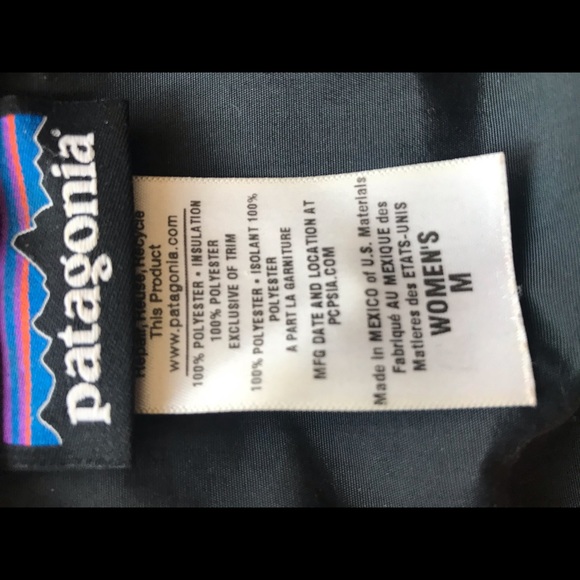 patagonia
Repair, Reuse, Recycle
This Product
www.patagonia.com
100% POLYESTER • INSULATION
100% POLYESTER
EXCLUSIVE OF TRIM
100% POLYESTER • ISOLANT 100%
POLYESTER
A PART LA GARNITURE
MFG DATE AND LOCATION AT
PCPSIA.COM
Made in MEXICO of U.S. Materials
Fabriqué AU MEXIQUE des
Matieres des ETATS-UNIS
WOMEN'S
M